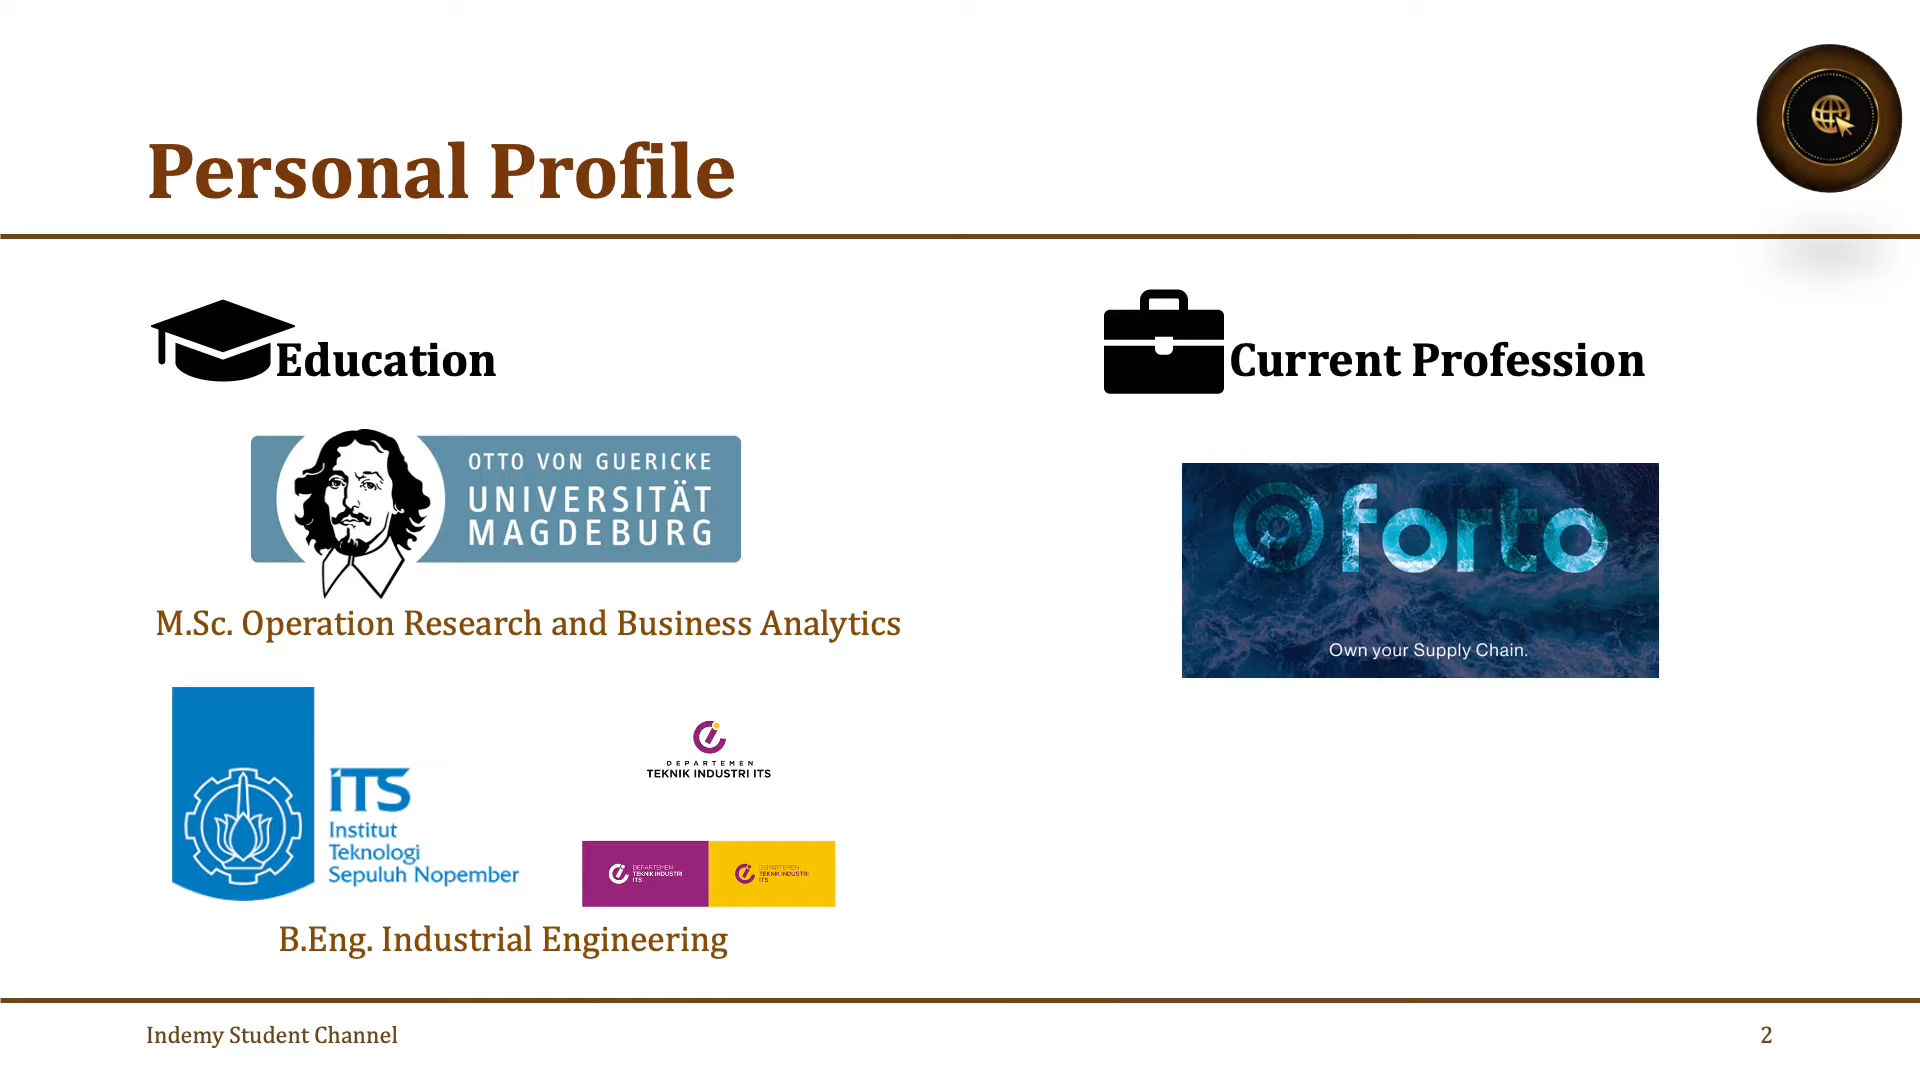 Personal Profile
Education
OTTO VON GUERICKE
UNIVERSITÄT
MAGDEBURG
M.Sc. Operation Research and Business Analytics
iTS
Institut
Teknologi
Sepuluh Nopember
DEPARTEMEN
TEKNIK INDUSTRI ITS
DEPARTEMEN
TEKNIK INDUSTRI
ITS
DEPARTEMEN
TEKNIK INDUSTRI
ITS
B.Eng. Industrial Engineering
Current Profession
forto
Own your Supply Chain.
Indemy Student Channel
2